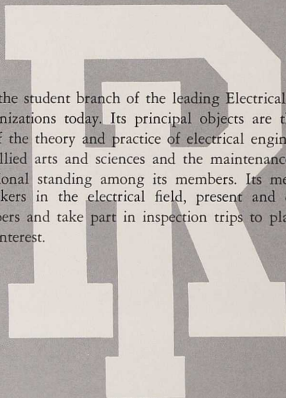 the student branch of the leading Electrical
nizations today. Its principal objects are t
f the theory and practice of electrical engin
llied arts and sciences and the maintenanc
ional standing among its members. Its me
kers in the electrical field, present and
bers and take part in inspection trips to pla
nterest.
R